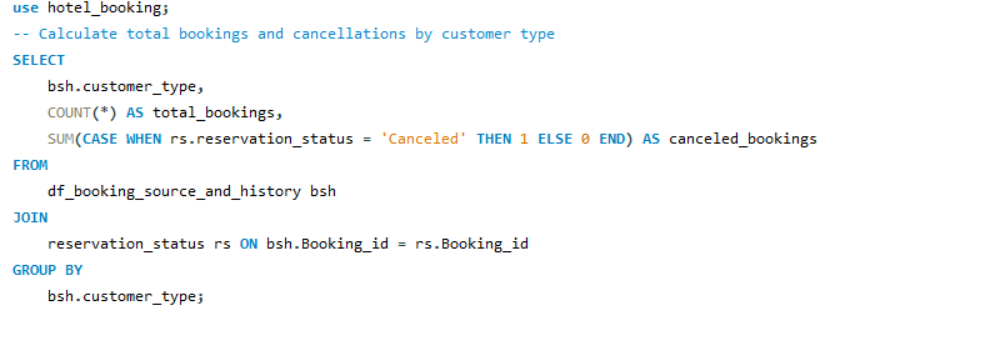 use hotel_booking;
-- Calculate total bookings and cancellations by customer type
SELECT
    bsh.customer_type,
    COUNT(*) AS total_bookings,
    SUM(CASE WHEN rs.reservation_status = 'Canceled' THEN 1 ELSE 0 END) AS canceled_bookings
FROM
    df_booking_source_and_history bsh
JOIN
    reservation_status rs ON bsh.Booking_id = rs.Booking_id
GROUP BY
    bsh.customer_type;